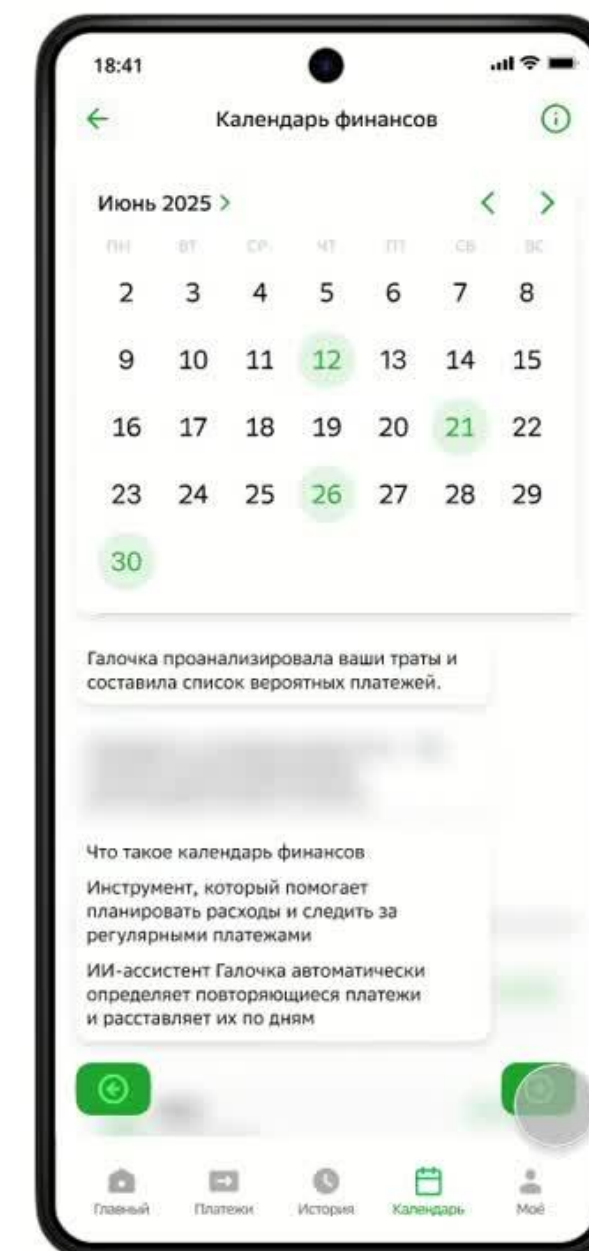 18:41
Календарь финансов
Июнь 2025
ПН ВТ СР ЧТ ПТ СБ ВС
2 3 4 5 6 7 8
9 10 11 12 13 14 15
16 17 18 19 20 21 22
23 24 25 26 27 28 29
30
Галочка проанализировала ваши траты и
составила список вероятных платежей.
Что такое календарь финансов
Инструмент, который помогает
планировать расходы и следить за
регулярными платежами
ИИ-ассистент Галочка автоматически
определяет повторяющиеся платежи
и расставляет их по дням
Главный Платежи История Календарь Моё